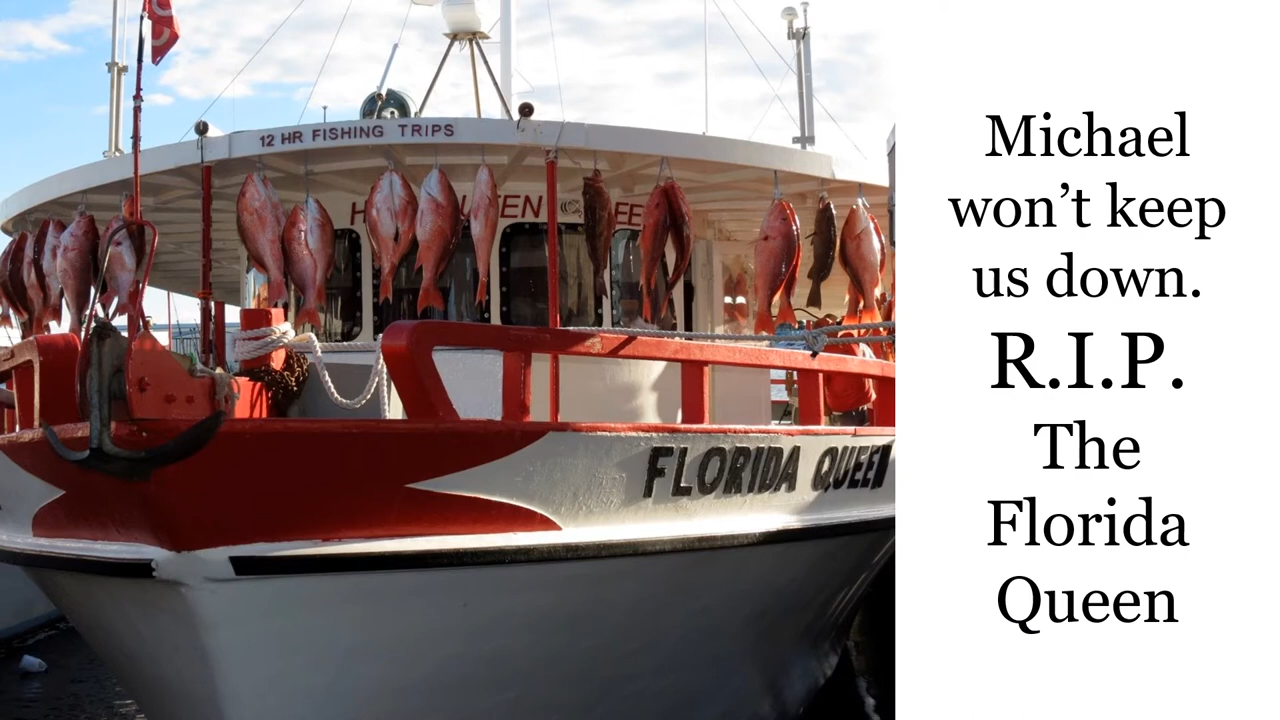 12 HR FISHING TRIPS
FLORIDA QUEEN
Michael
won’t keep
us down.
R.I.P.
The
Florida
Queen